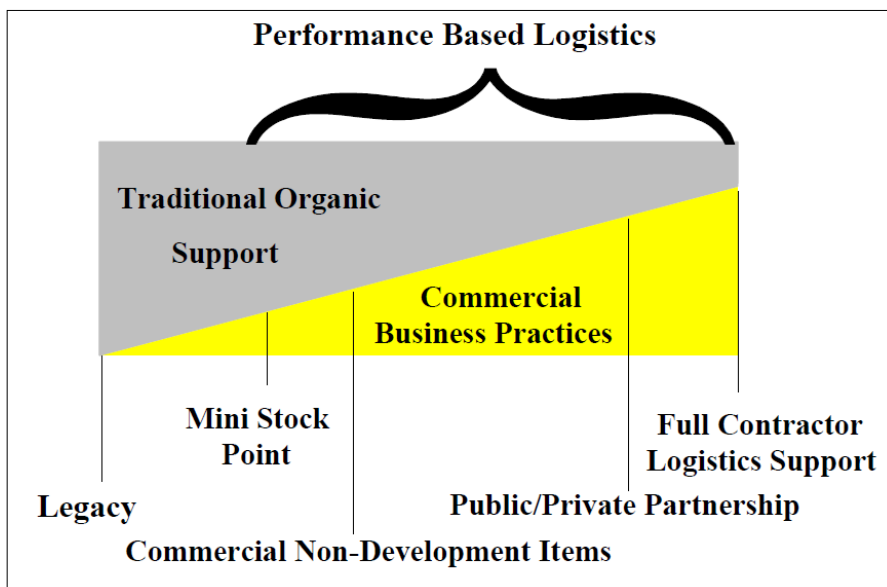 Performance Based Logistics
Traditional Organic
Support
Commercial
Business Practices
Mini Stock
Point
Full Contractor
Logistics Support
Legacy
Public/Private Partnership
Commercial Non-Development Items